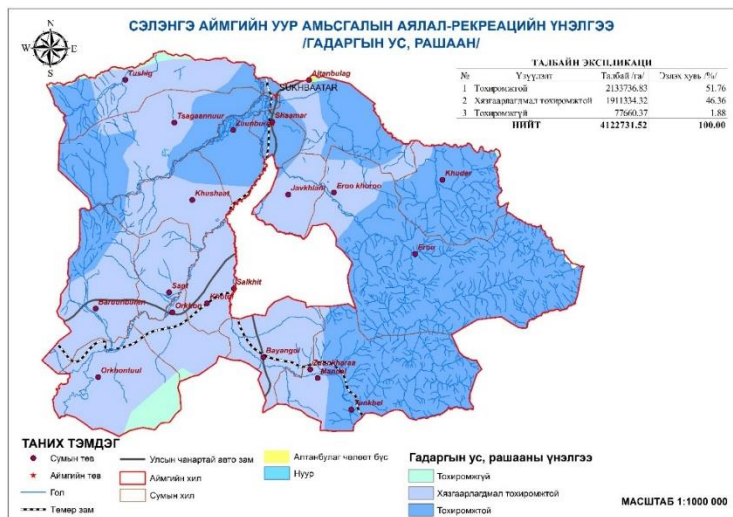 СЭЛЭНГЭ АЙМГИЙН УУР АМЬСГАЛЫН АЯЛАЛ-РЕКРЕАЦИЙН ҮНЭЛГЭЭ
/ГАДАРГЫН УС, РАШААН/
N
W E
S
ТАЛБАЙН ЭКСПЛИКАЦИ
№ Үзүүлэлт Талбай /га/ Эзлэх хувь /%/
1 Тохиромжтой 2133736.83 51.76
2 Хязгаарлагдмал тохиромжтой 1911334.32 46.36
3 Тохиромжгүй 77660.37 1.88
НИЙТ 4122731.52 100.00
Tushig
Altanbulag
SUKHBAATAR
Tsagaannuur
Zuunburen
Shaamar
Khushaat
Javkhlant
Eroo khoroo
Khuder
Eroo
Sant
Salkhit
Baruunburen
Orkhon
Khotol
Bayangol
Orkhontuul
Zuunkharaa
Mandal
Tunkhel
ТАНИХ ТЭМДЭГ
Сумын төв
Аймгийн төв
Гол
Төмөр зам
Улсын чанартай авто зам
Аймгийн хил
Сумын хил
Алтанбулаг чөлөөт бүс
Нуур
Гадаргын ус, рашааны үнэлгээ
Тохиромжгүй
Хязгаарлагдмал тохиромжтой
Тохиромжтой
МАСШТАБ 1:1000 000